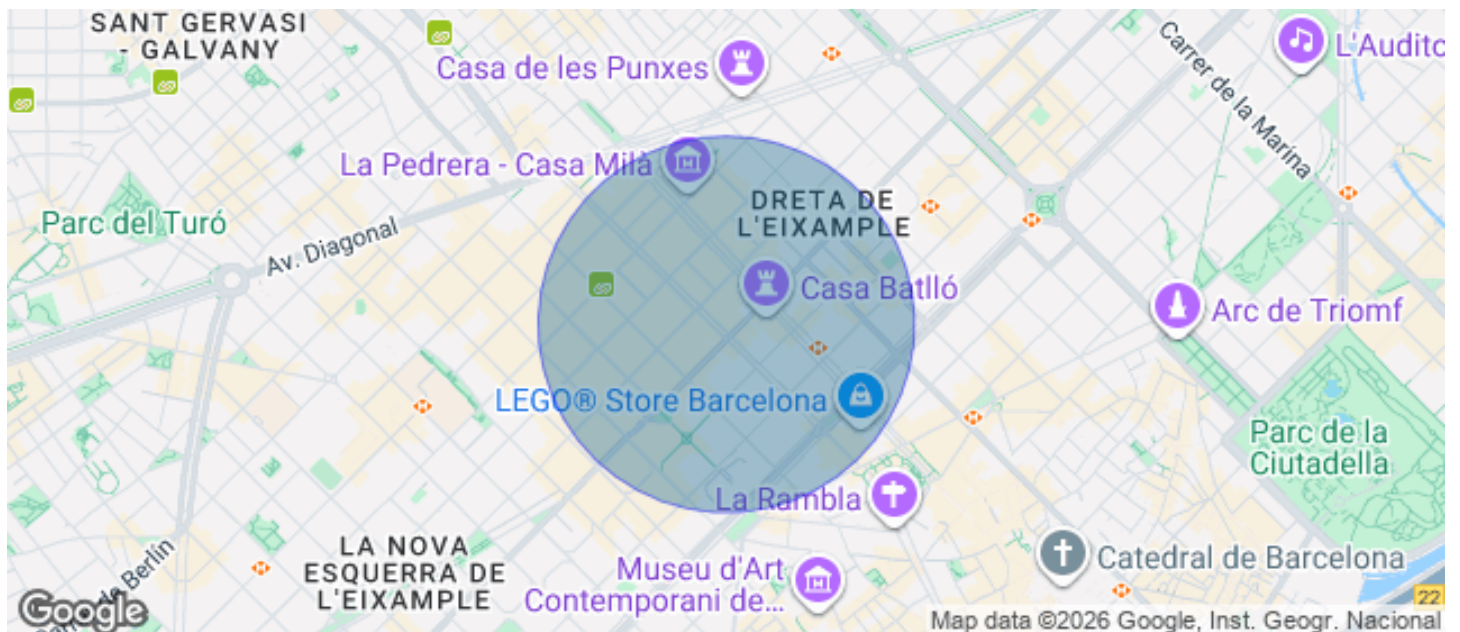 SANT GERVASI
- GALVANY
Casa de les Punxes
Carrer de la Marina
L'Audito
La Pedrera - Casa Milà
DRETA DE
L'EIXAMPLE
Parc del Turó
Av. Diagonal
Casa Batlló
Arc de Triomf
LEGO® Store Barcelona
Parc de la
Ciutadella
La Rambla
LA NOVA
ESQUERRA DE
L'EIXAMPLE
Museu d'Art
Contemporani de...
Catedral de Barcelona
de Berlín
22
Google
Map data ©2026 Google, Inst. Geogr. Nacional